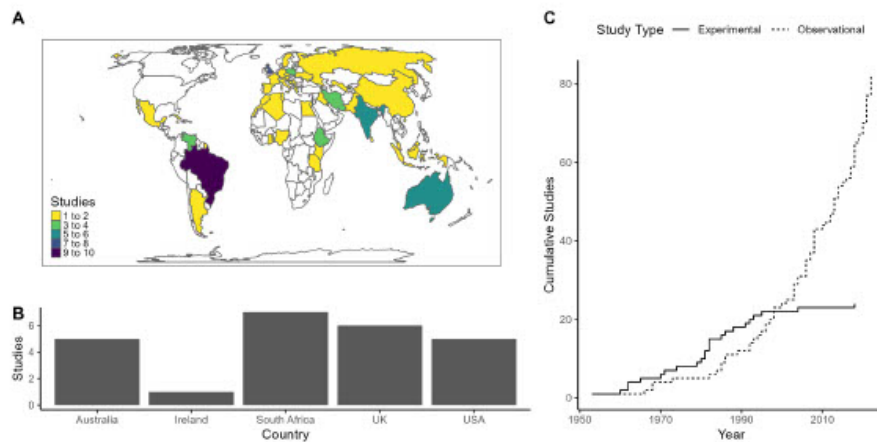 A
Studies
1 to 2
3 to 4
5 to 6
7 to 8
9 to 10
B
Studies
6
4
2
0
Australia Ireland South Africa UK USA
Country
C
Study Type Experimental Observational
Cumulative Studies
80
60
40
20
0
1950 1970 1990 2010
Year